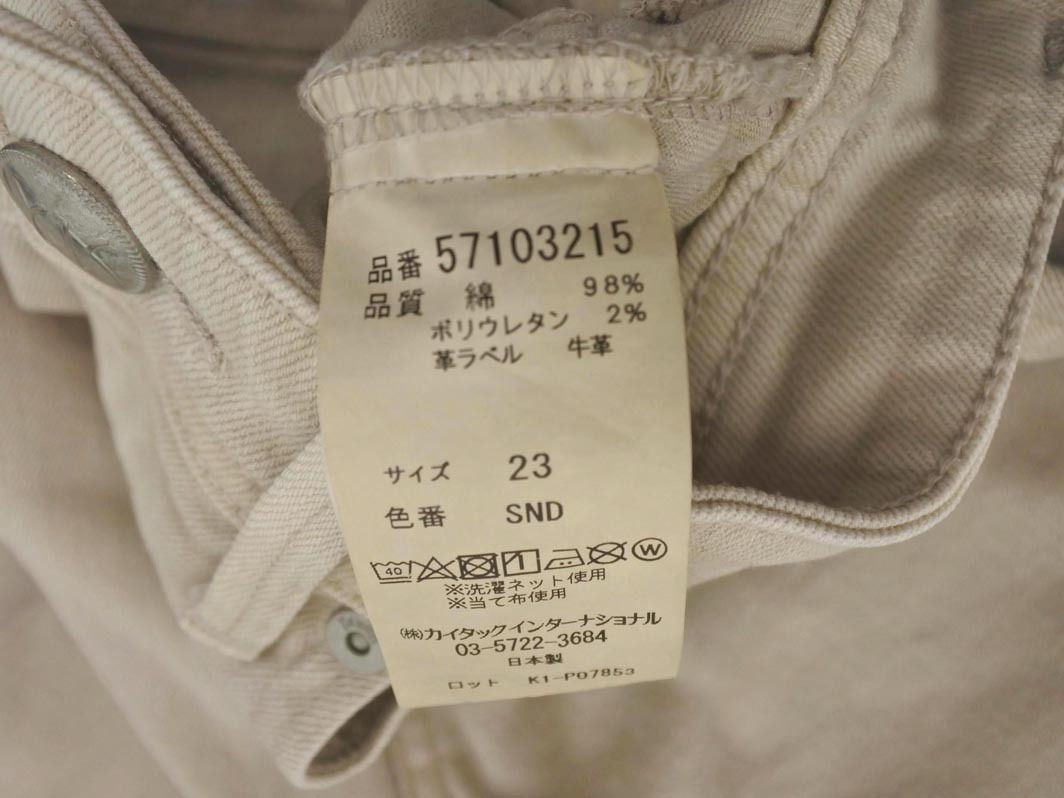 品番 57103215
品質 綿 98%
ポリウレタン 2%
革ラベル 牛革
サイズ 23
色番 SND
40 W
※洗濯ネット使用
※当て布使用
(株)カイタックインターナショナル
03-5722-3684
日本製
ロット K1-P07853